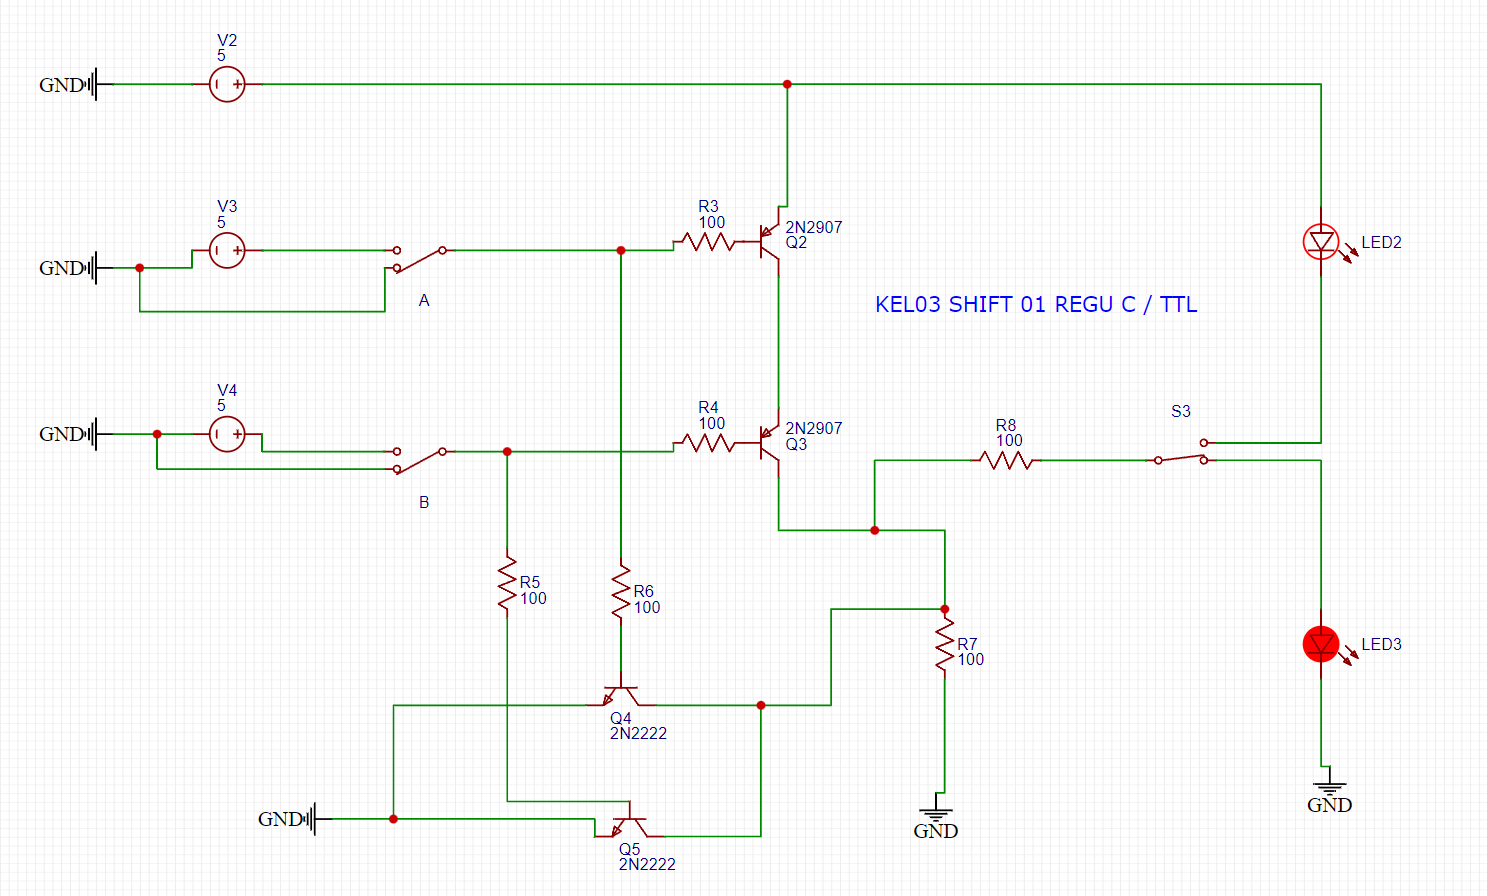 V2
5
GND
V3
5
GND
A
R3
100
2N2907
Q2
LED2
KEL03 SHIFT 01 REGU C / TTL
V4
5
GND
B
R4
100
2N2907
Q3
S3
R8
100
R5
100
R6
100
R7
100
LED3
Q4
2N2222
GND
GND
GND
Q5
2N2222